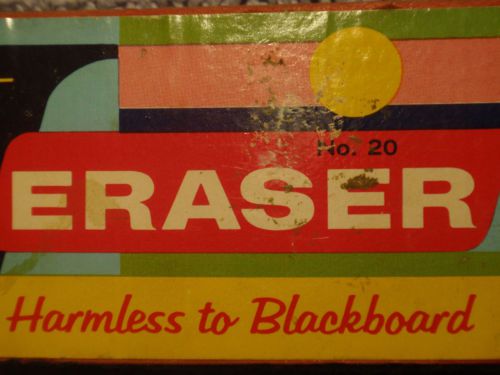 No. 20
ERASER
Harmless to Blackboard